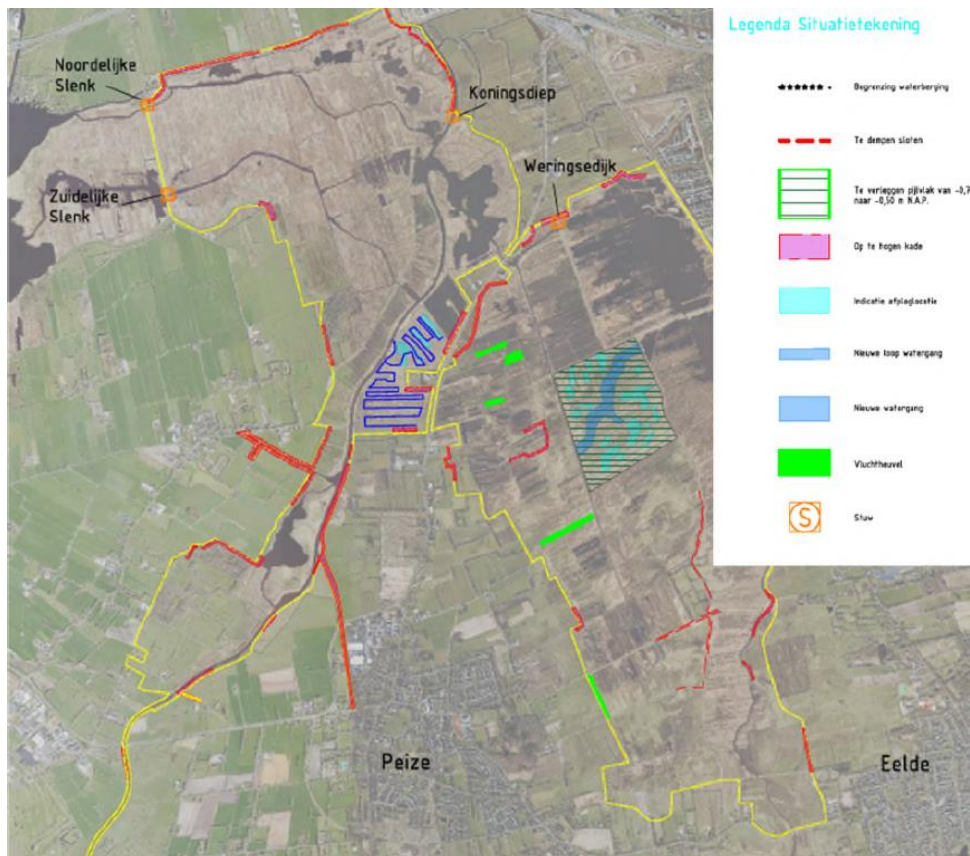 Legenda Situatietekening
Noordelijke
Slenk
Koningsdiep
Weringsedijk
Zuidelijke
Slenk
Peize
Eelde
Begrenzing waterberging
Te dempen sloten
Te verleggen pijlvlak van -0,7
naar -0,50 m N.A.P.
Op te hogen kade
Indicatie afplaglocatie
Nieuwe loop watergang
Nieuwe watergang
Vluchtheuvel
S
Stuw